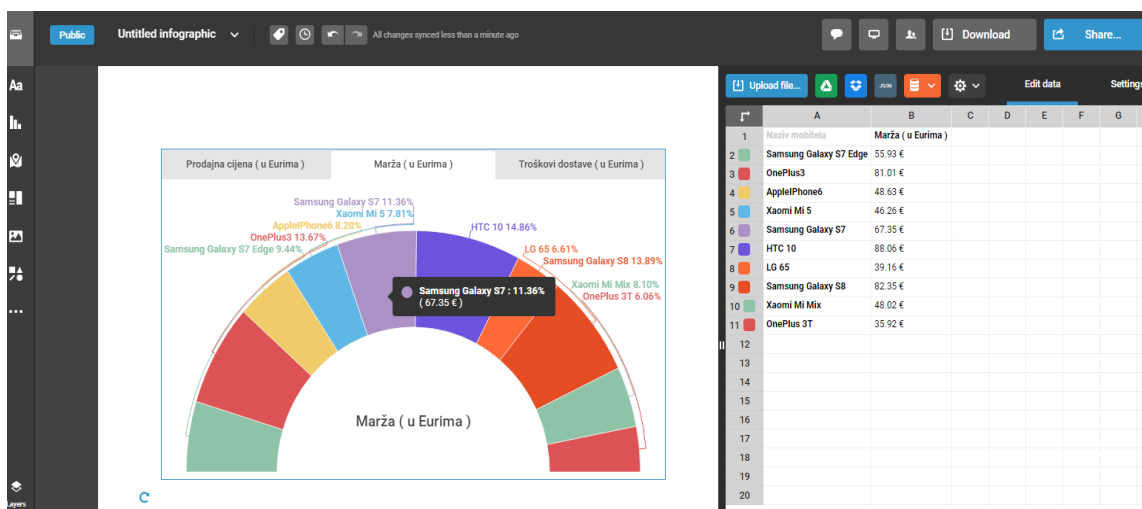 Public
Untitled infographic
All changes synced less than a minute ago
Download
Share...
Aa
Layers
Prodajna cijena ( u Eurima )
Marža ( u Eurima )
Troškovi dostave ( u Eurima )
Samsung Galaxy S7 11.36%
Xaomi Mi 5 7.81%
AppleIPhone6 8.20%
HTC 10 14.86%
OnePlus3 13.67%
Samsung Galaxy S7 Edge 9.44%
LG 65 6.61%
Samsung Galaxy S8 13.89%
Xaomi Mi Mix 8.10%
OnePlus 3T 6.06%
Samsung Galaxy S7 : 11.36%
( 67.35 € )
Marža ( u Eurima )
Upload file...
JSON
Edit data
Settings
A B C D E F G
1 Naziv mobitela Marža ( u Eurima )
2 Samsung Galaxy S7 Edge 55.93 €
3 OnePlus3 81.01 €
4 AppleIPhone6 48.63 €
5 Xaomi Mi 5 46.26 €
6 Samsung Galaxy S7 67.35 €
7 HTC 10 88.06 €
8 LG 65 39.16 €
9 Samsung Galaxy S8 82.35 €
10 Xaomi Mi Mix 48.02 €
11 OnePlus 3T 35.92 €
12
13
14
15
16
17
18
19
20